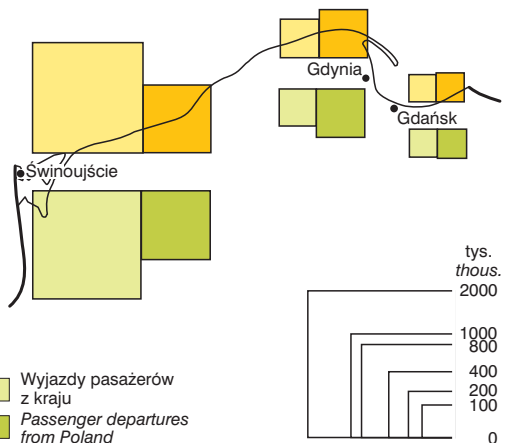 Gdynia
Gdańsk
Świnoujście
tys.
thous.
2000
1000
800
400
200
100
0
Wyjazdy pasażerów
z kraju
Passenger departures
from Poland